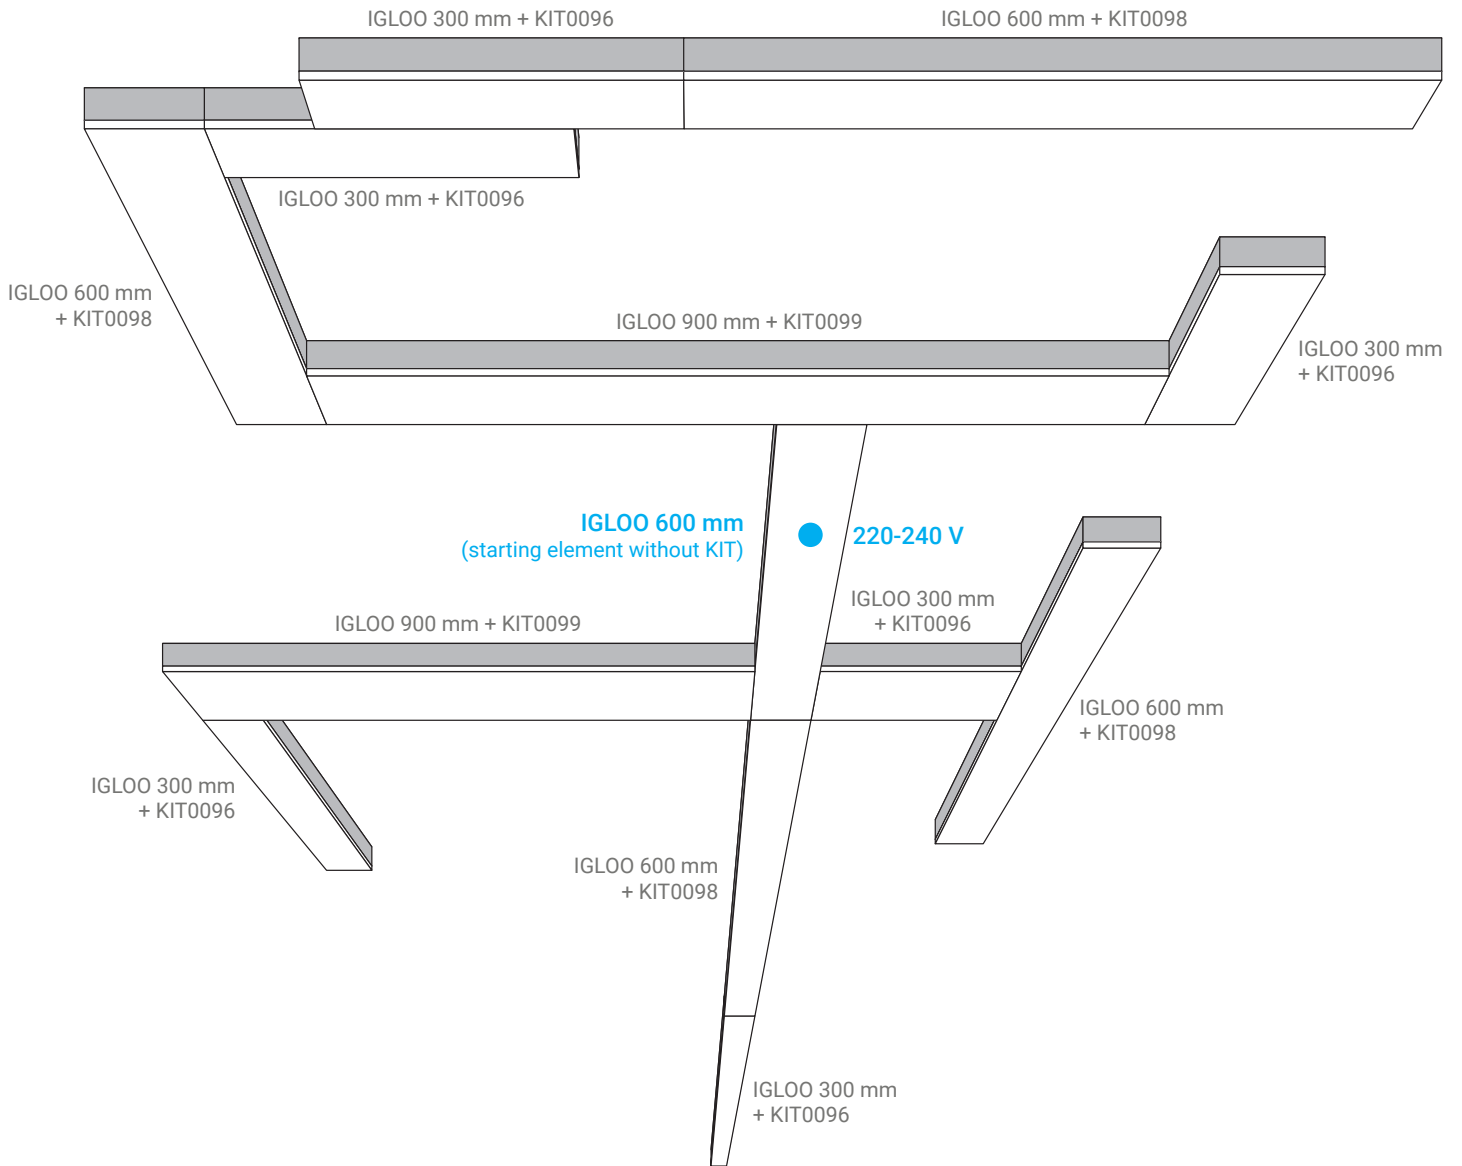 IGLOO 300 mm + KIT0096
IGLOO 600 mm + KIT0098
IGLOO 300 mm + KIT0096
IGLOO 600 mm
+ KIT0098
IGLOO 900 mm + KIT0099
IGLOO 300 mm
+ KIT0096
IGLOO 600 mm
(starting element without KIT)
220-240 V
IGLOO 300 mm
+ KIT0096
IGLOO 900 mm + KIT0099
IGLOO 600 mm
+ KIT0098
IGLOO 300 mm
+ KIT0096
IGLOO 600 mm
+ KIT0098
IGLOO 300 mm
+ KIT0096